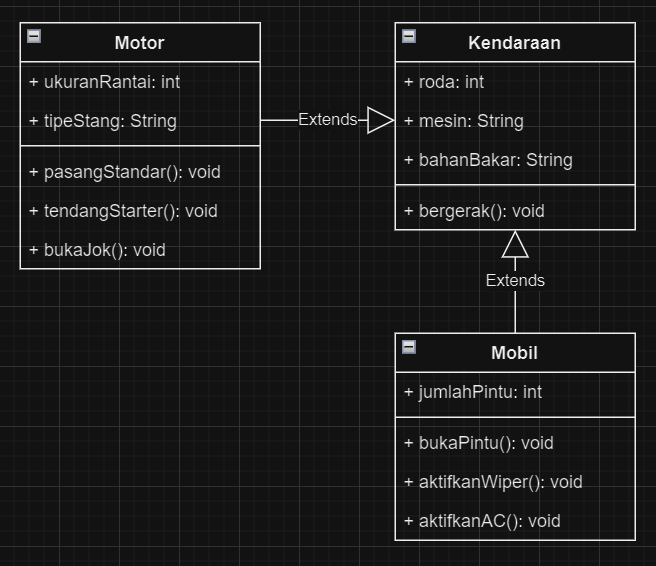 Motor
+ ukuranRantai: int
+ tipeStang: String
+ pasangStandar(): void
+ tendangStarter(): void
+ bukaJok(): void
Extends
Kendaraan
+ roda: int
+ mesin: String
+ bahanBakar: String
+ bergerak(): void
Extends
Mobil
+ jumlahPintu: int
+ bukaPintu(): void
+ aktifkanWiper(): void
+ aktifkanAC(): void